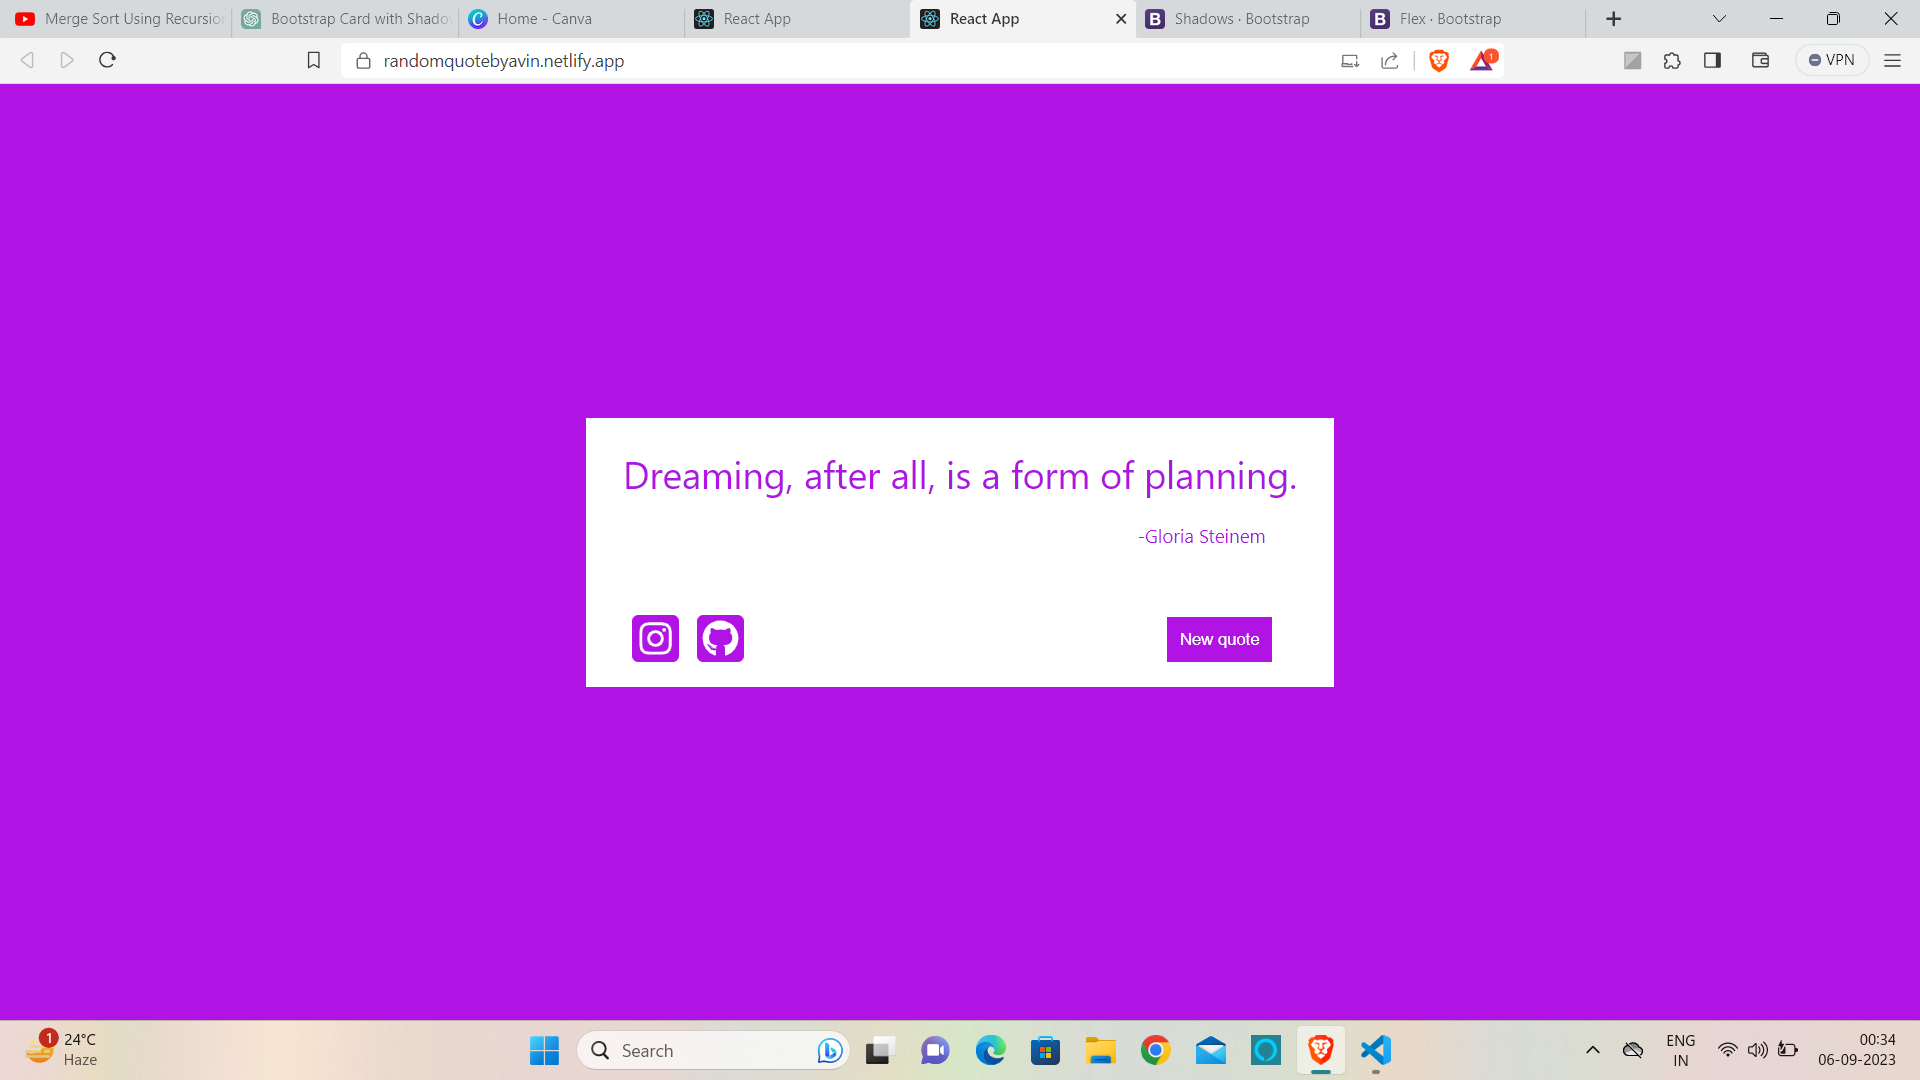 Merge Sort Using Recursion
Bootstrap Card with Shado
Home - Canva
React App
React App
Shadows · Bootstrap
Flex · Bootstrap
randomquotebyavin.netlify.app
1
VPN
Dreaming, after all, is a form of planning.
-Gloria Steinem
New quote
1
24°C
Haze
Search
ENG
IN
00:34
06-09-2023